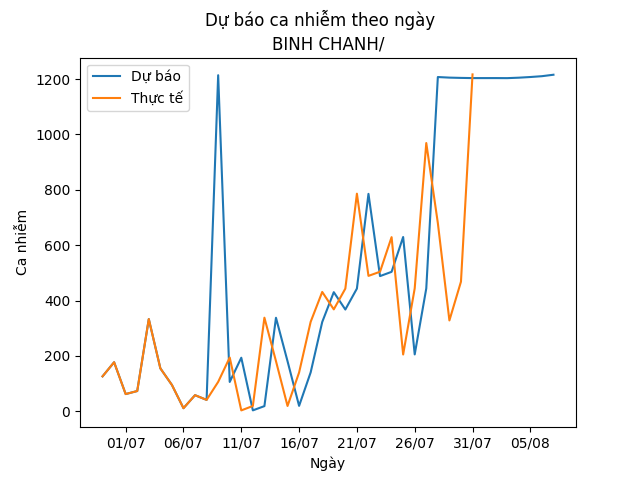 Dự báo ca nhiễm theo ngày
BINH CHANH/
Dự báo
Thực tế
1200
1000
800
600
400
200
0
Ca nhiễm
01/07 06/07 11/07 16/07 21/07 26/07 31/07 05/08
Ngày